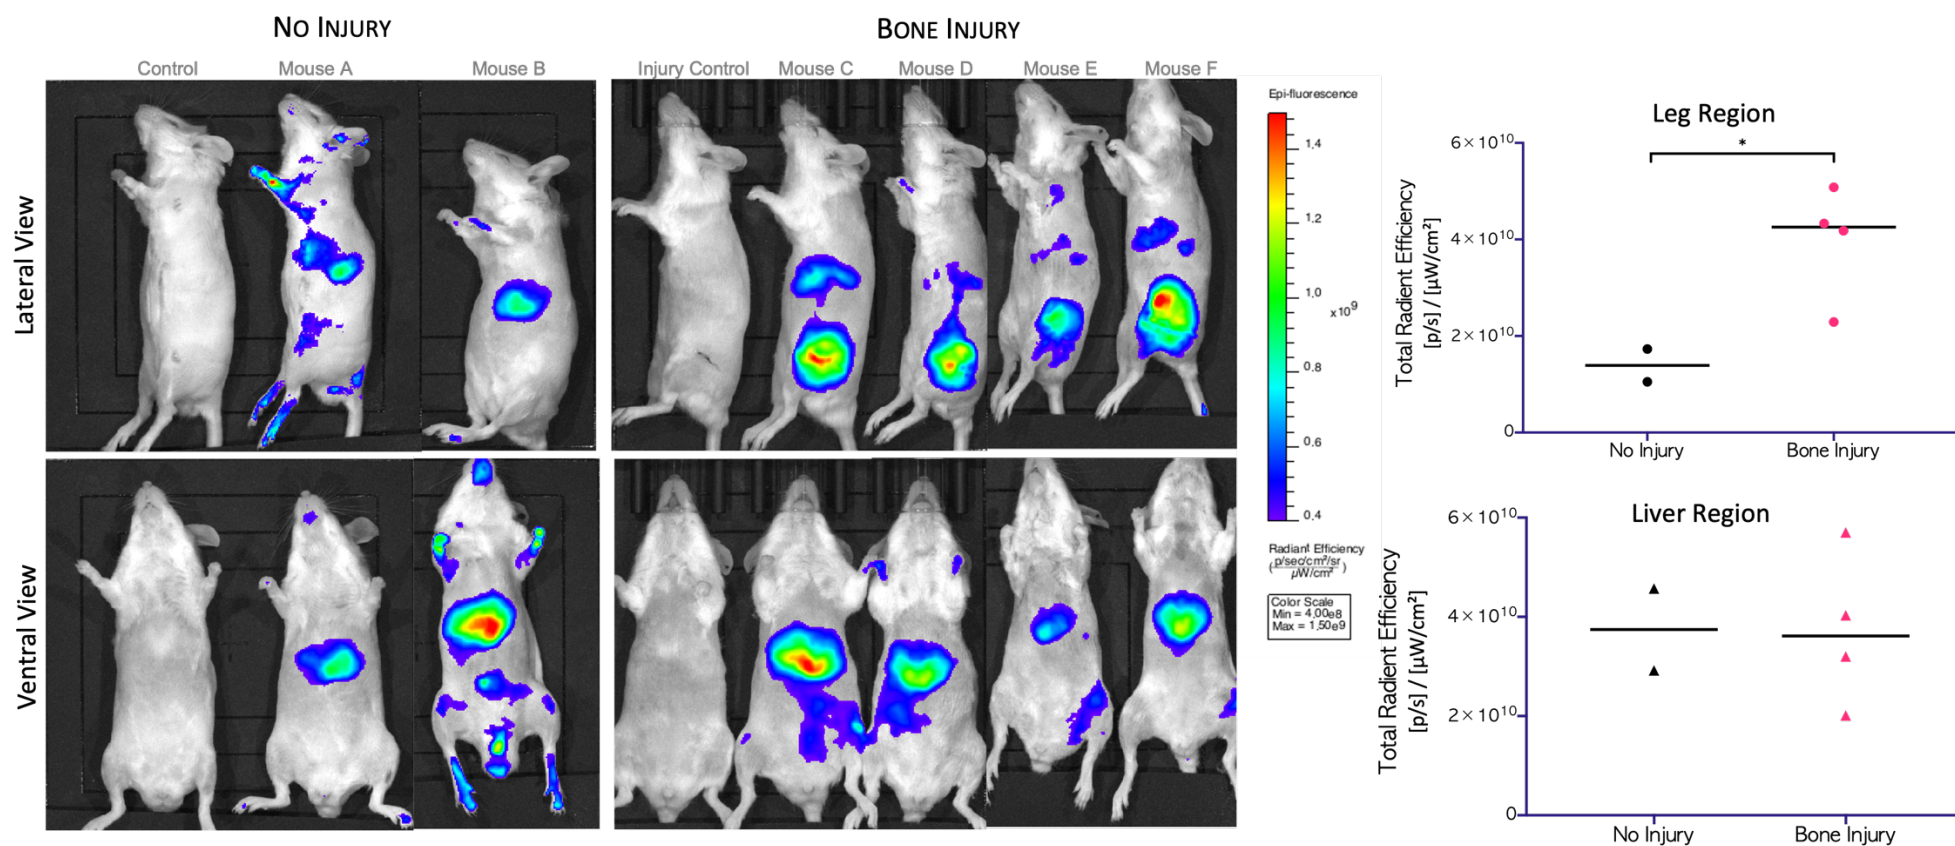 NO INJURY
BONE INJURY
Control
Mouse A
Mouse B
Injury Control
Mouse C
Mouse D
Mouse E
Mouse F
Lateral View
Ventral View
Epi-fluorescence
1.4
1.2
1.0
x10⁹
0.8
0.6
0.4
Radiant Efficiency
(p/sec/cm²/sr
µW/cm²)
Color Scale
Min = 4.00e8
Max = 1.50e9
Leg Region
Total Radient Efficiency
[p/s] / [µW/cm²]
6×10¹⁰
4×10¹⁰
2×10¹⁰
0
*
No Injury
Bone Injury
Liver Region
Total Radient Efficiency
[p/s] / [µW/cm²]
6×10¹⁰
4×10¹⁰
2×10¹⁰
0
No Injury
Bone Injury